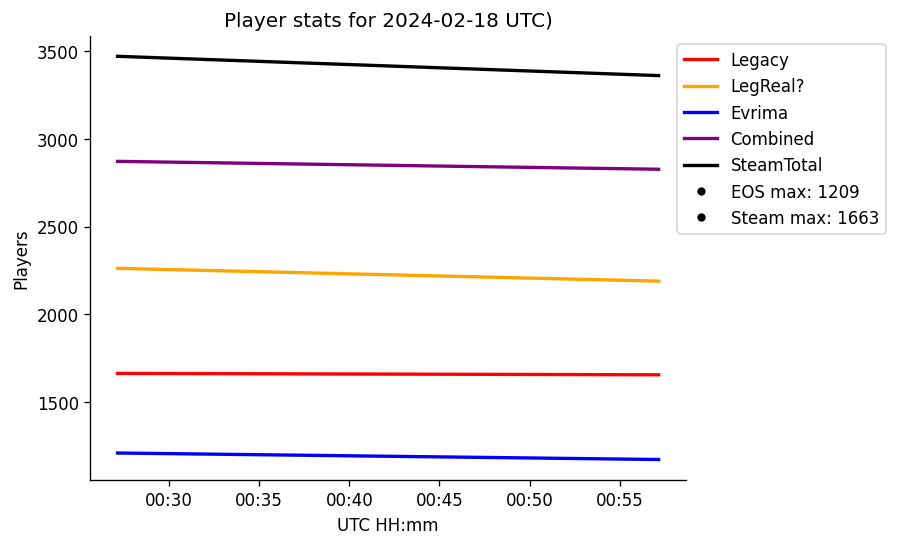 Player stats for 2024-02-18 UTC)
3500
3000
2500
2000
1500
Players
00:30 00:35 00:40 00:45 00:50 00:55
UTC HH:mm
Legacy
LegReal?
Evrima
Combined
SteamTotal
EOS max: 1209
Steam max: 1663